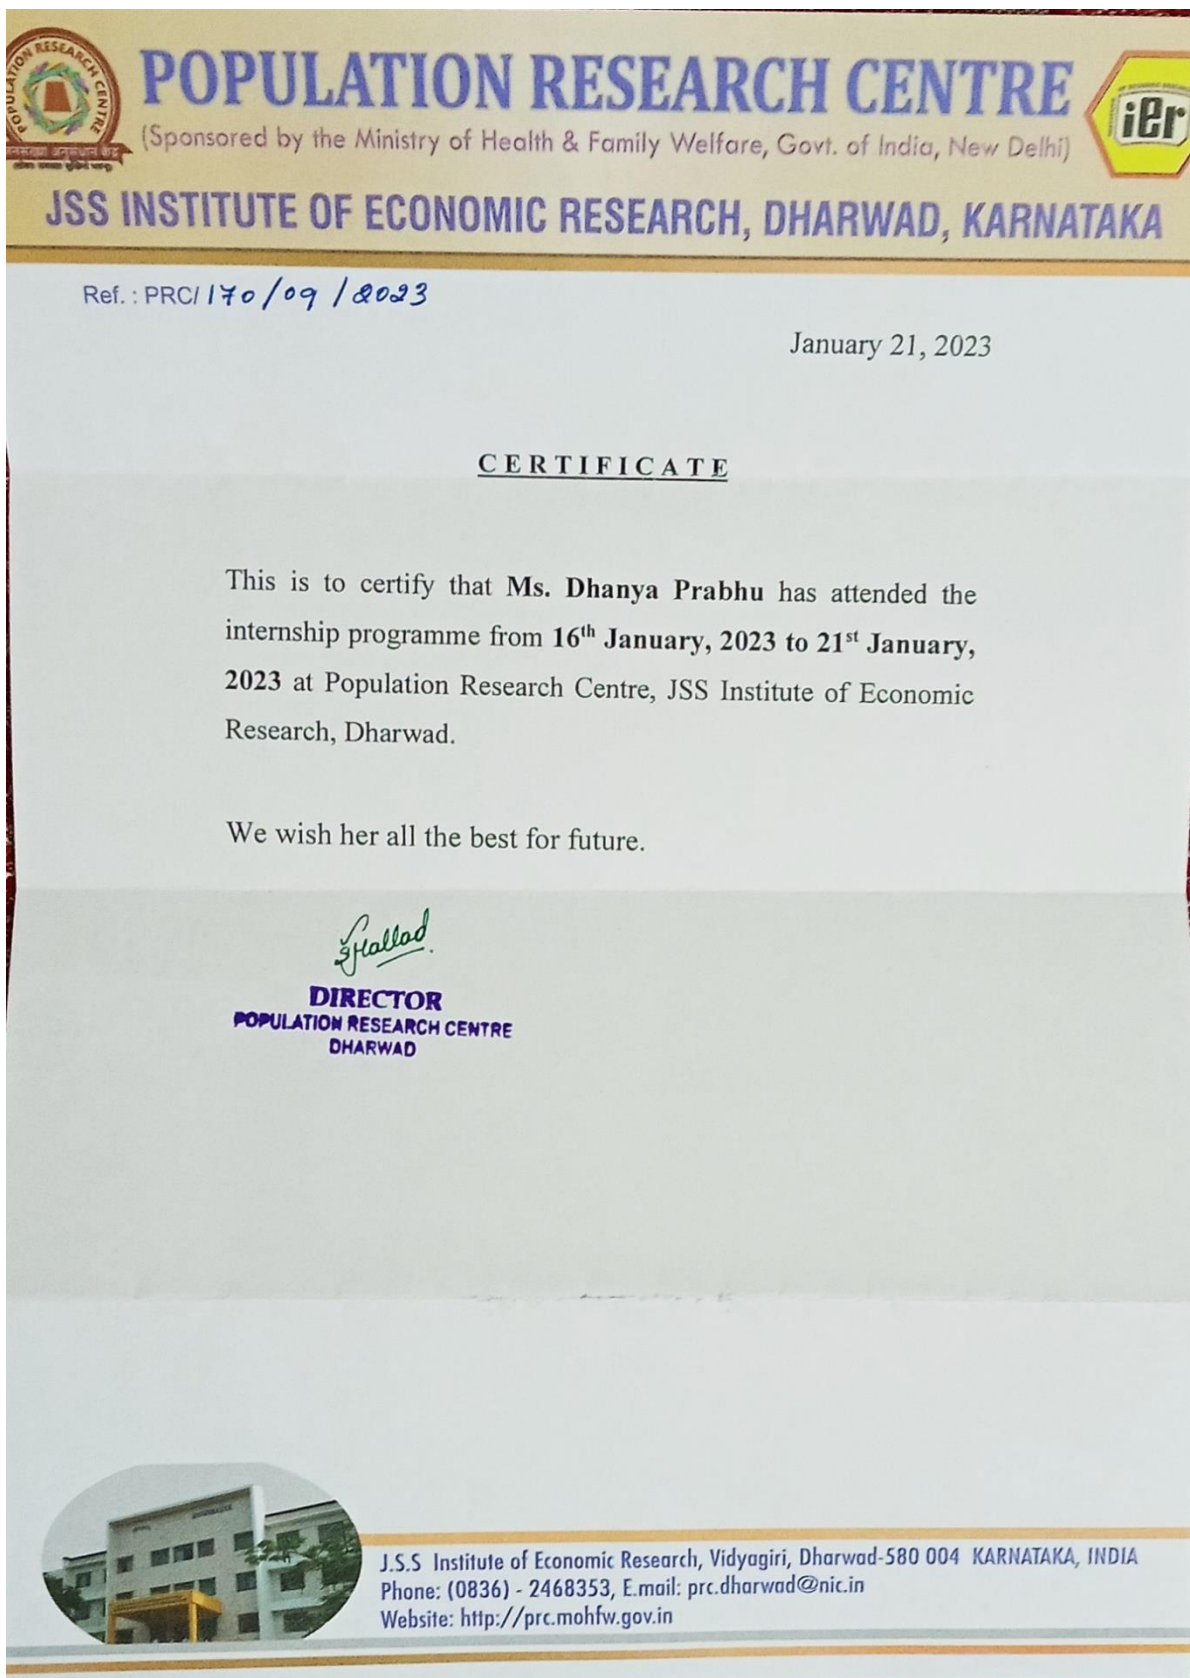 POPULATION RESEARCH CENTRE
POPULATION RESEARCH CENTRE
(Sponsored by the Ministry of Health & Family Welfare, Govt. of India, New Delhi)
ier
JSS INSTITUTE OF ECONOMIC RESEARCH, DHARWAD, KARNATAKA
Ref. : PRC/ 170/09/2023
January 21, 2023
CERTIFICATE
This is to certify that Ms. Dhanya Prabhu has attended the
internship programme from 16th January, 2023 to 21st January,
2023 at Population Research Centre, JSS Institute of Economic
Research, Dharwad.
We wish her all the best for future.
DIRECTOR
POPULATION RESEARCH CENTRE
DHARWAD
J.S.S Institute of Economic Research, Vidyagiri, Dharwad-580 004 KARNATAKA, INDIA
Phone: (0836) - 2468353, E.mail: prc.dharwad@nic.in
Website: http://prc.mohfw.gov.in